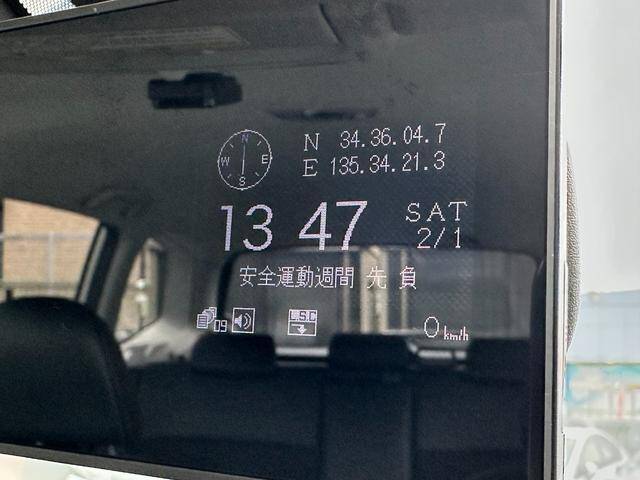 N
W E
S
N 34.36.04.7
E 135.34.21.3
13 47 SAT
2/1
安全運動週間 先 負
09 L.S.C 0 km/h